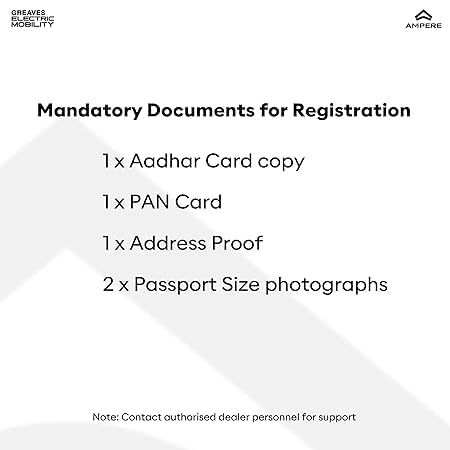 GREAVES
ELECTRIC
MOBILITY
AMPERE
Mandatory Documents for Registration
1 x Aadhar Card copy
1 x PAN Card
1 x Address Proof
2 x Passport Size photographs
Note: Contact authorised dealer personnel for support